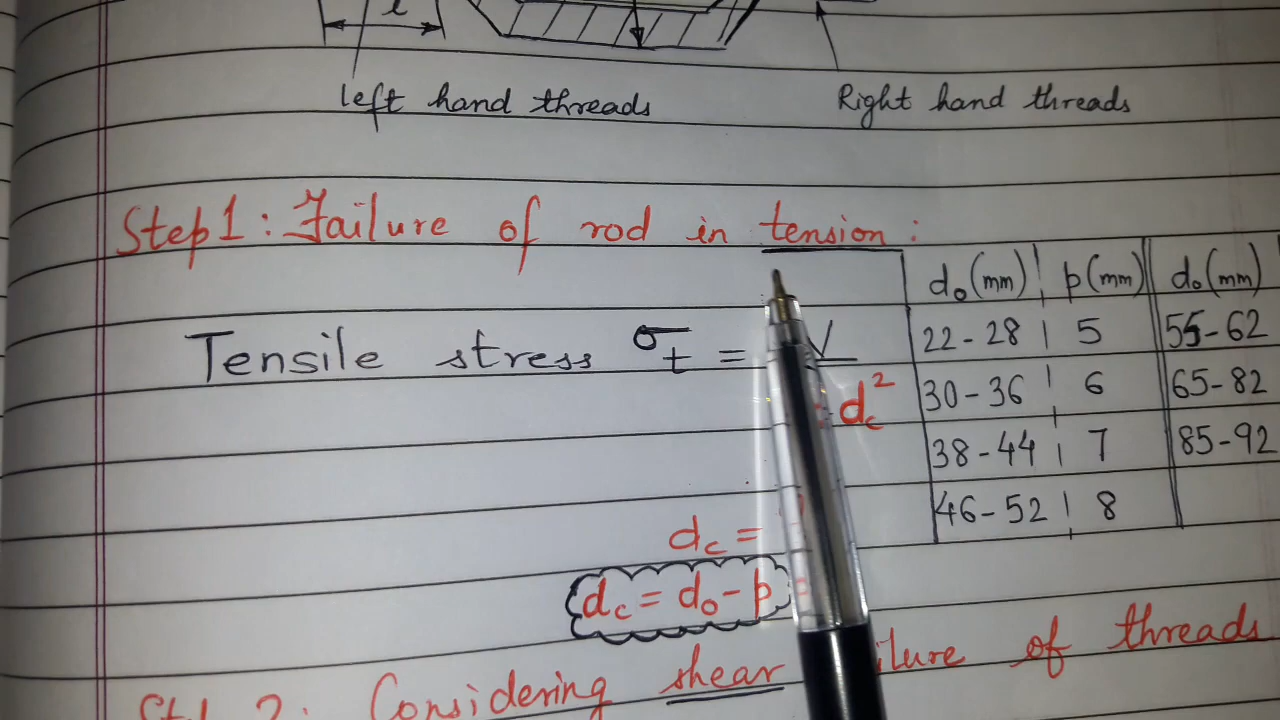 l
left hand threads Right hand threads
Step 1: Failure of rod in tension:
Tensile stress σt =
dc²
d₀(mm) p(mm) d₀(mm)
22-28 5 55-62
30-36 6 65-82
38-44 7 85-92
46-52 8
dc =
dc = d₀-p
Considering shear of threads